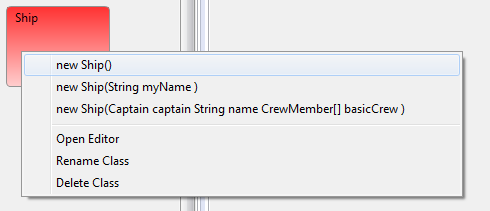 Ship
new Ship()
new Ship(String myName )
new Ship(Captain captain String name CrewMember[] basicCrew )
Open Editor
Rename Class
Delete Class